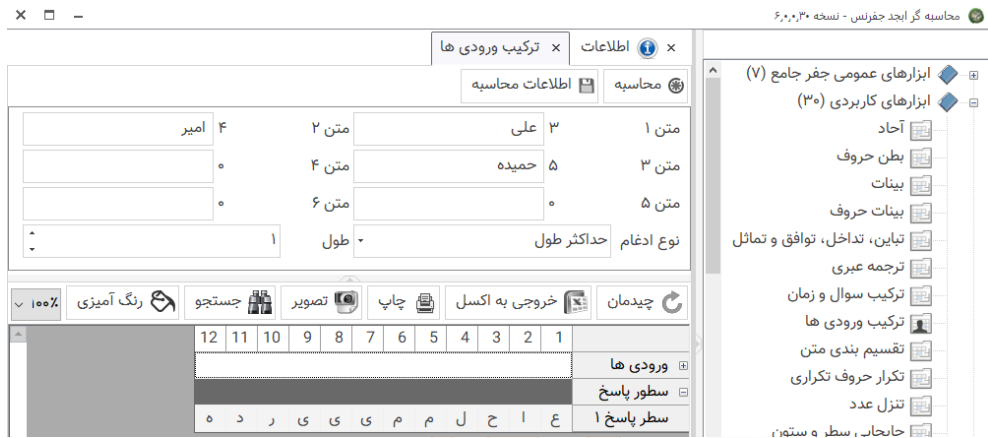 محاسبه گر ابجد جفرنس - نسخه ۶,۰,۰,۳۰
اطلاعات
ترکیب ورودی ها
محاسبه
اطلاعات محاسبه
متن ۱ ۳ علی متن ۲ ۴ امیر
متن ۳ ۵ حمیده متن ۴ ۰
متن ۵ ۰ متن ۶ ۰
نوع ادغام حداکثر طول طول ۱
چیدمان خروجی به اکسل چاپ تصویر جستجو رنگ آمیزی ۱۰۰٪
1 2 3 4 5 6 7 8 9 10 11 12
ورودی ها
سطور پاسخ
سطر پاسخ ۱ ع ا ح ل م م ی ی ی ر د ه
ابزارهای عمومی جفر جامع (۷)
ابزارهای کاربردی (۳۰)
آحاد
بطن حروف
بینات
بینات حروف
تباین، تداخل، توافق و تماثل
ترجمه عبری
ترکیب سوال و زمان
ترکیب ورودی ها
تقسیم بندی متن
تکرار حروف تکراری
تنزل عدد
جابجایی سطر و ستون